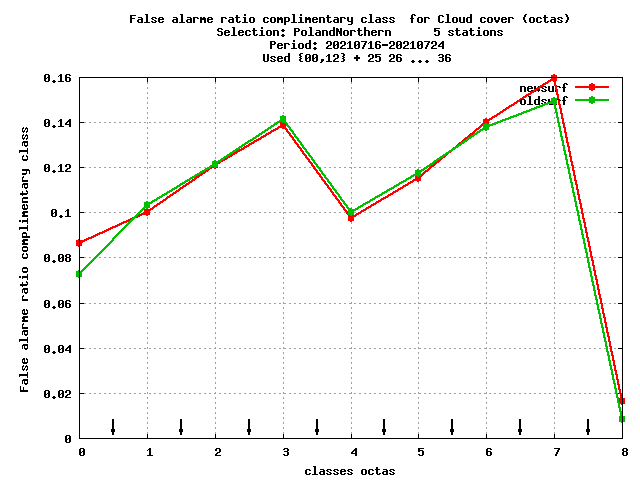 False alarme ratio complimentary class  for Cloud cover (octas)
Selection: PolandNorthern      5 stations
Period: 20210716-20210724
Used {00,12} + 25 26 ... 36
newsurf
oldsurf
False alarme ratio complimentary class
0.16
0.14
0.12
0.1
0.08
0.06
0.04
0.02
0
0 1 2 3 4 5 6 7 8
classes octas